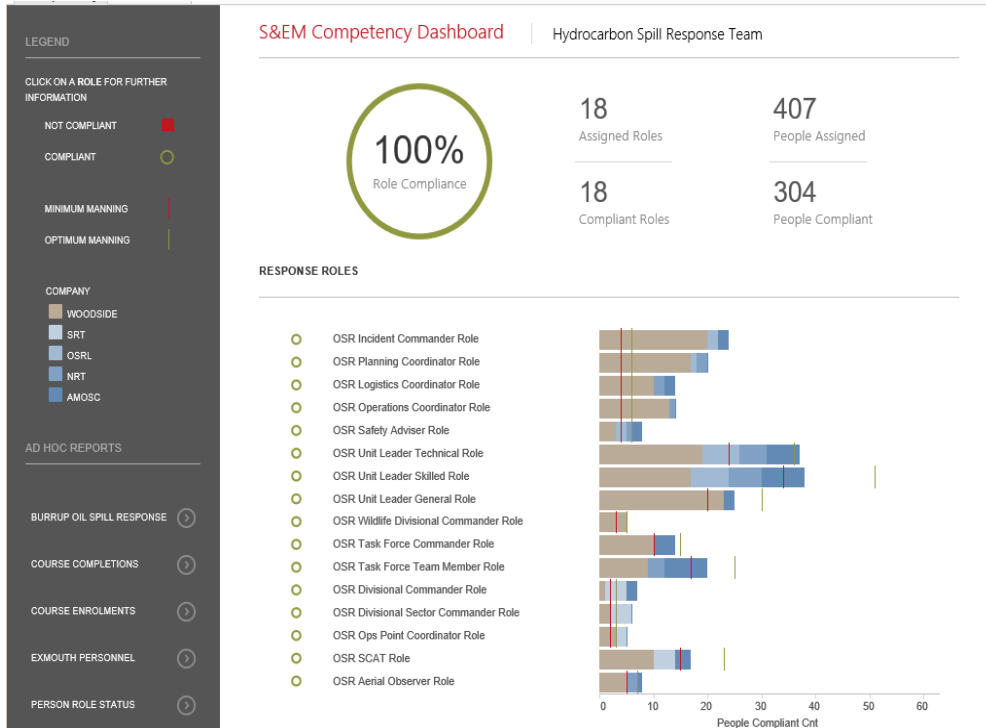 LEGEND
CLICK ON A ROLE FOR FURTHER
INFORMATION
NOT COMPLIANT
COMPLIANT
MINIMUM MANNING
OPTIMUM MANNING
COMPANY
WOODSIDE
SRT
OSRL
NRT
AMOSC
AD HOC REPORTS
BURRUP OIL SPILL RESPONSE
COURSE COMPLETIONS
COURSE ENROLMENTS
EXMOUTH PERSONNEL
PERSON ROLE STATUS
S&EM Competency Dashboard
Hydrocarbon Spill Response Team
100%
Role Compliance
18
Assigned Roles
407
People Assigned
18
Compliant Roles
304
People Compliant
RESPONSE ROLES
OSR Incident Commander Role
OSR Planning Coordinator Role
OSR Logistics Coordinator Role
OSR Operations Coordinator Role
OSR Safety Adviser Role
OSR Unit Leader Technical Role
OSR Unit Leader Skilled Role
OSR Unit Leader General Role
OSR Wildlife Divisional Commander Role
OSR Task Force Commander Role
OSR Task Force Team Member Role
OSR Divisional Commander Role
OSR Divisional Sector Commander Role
OSR Ops Point Coordinator Role
OSR SCAT Role
OSR Aerial Observer Role
0 10 20 30 40 50 60
People Compliant Cnt